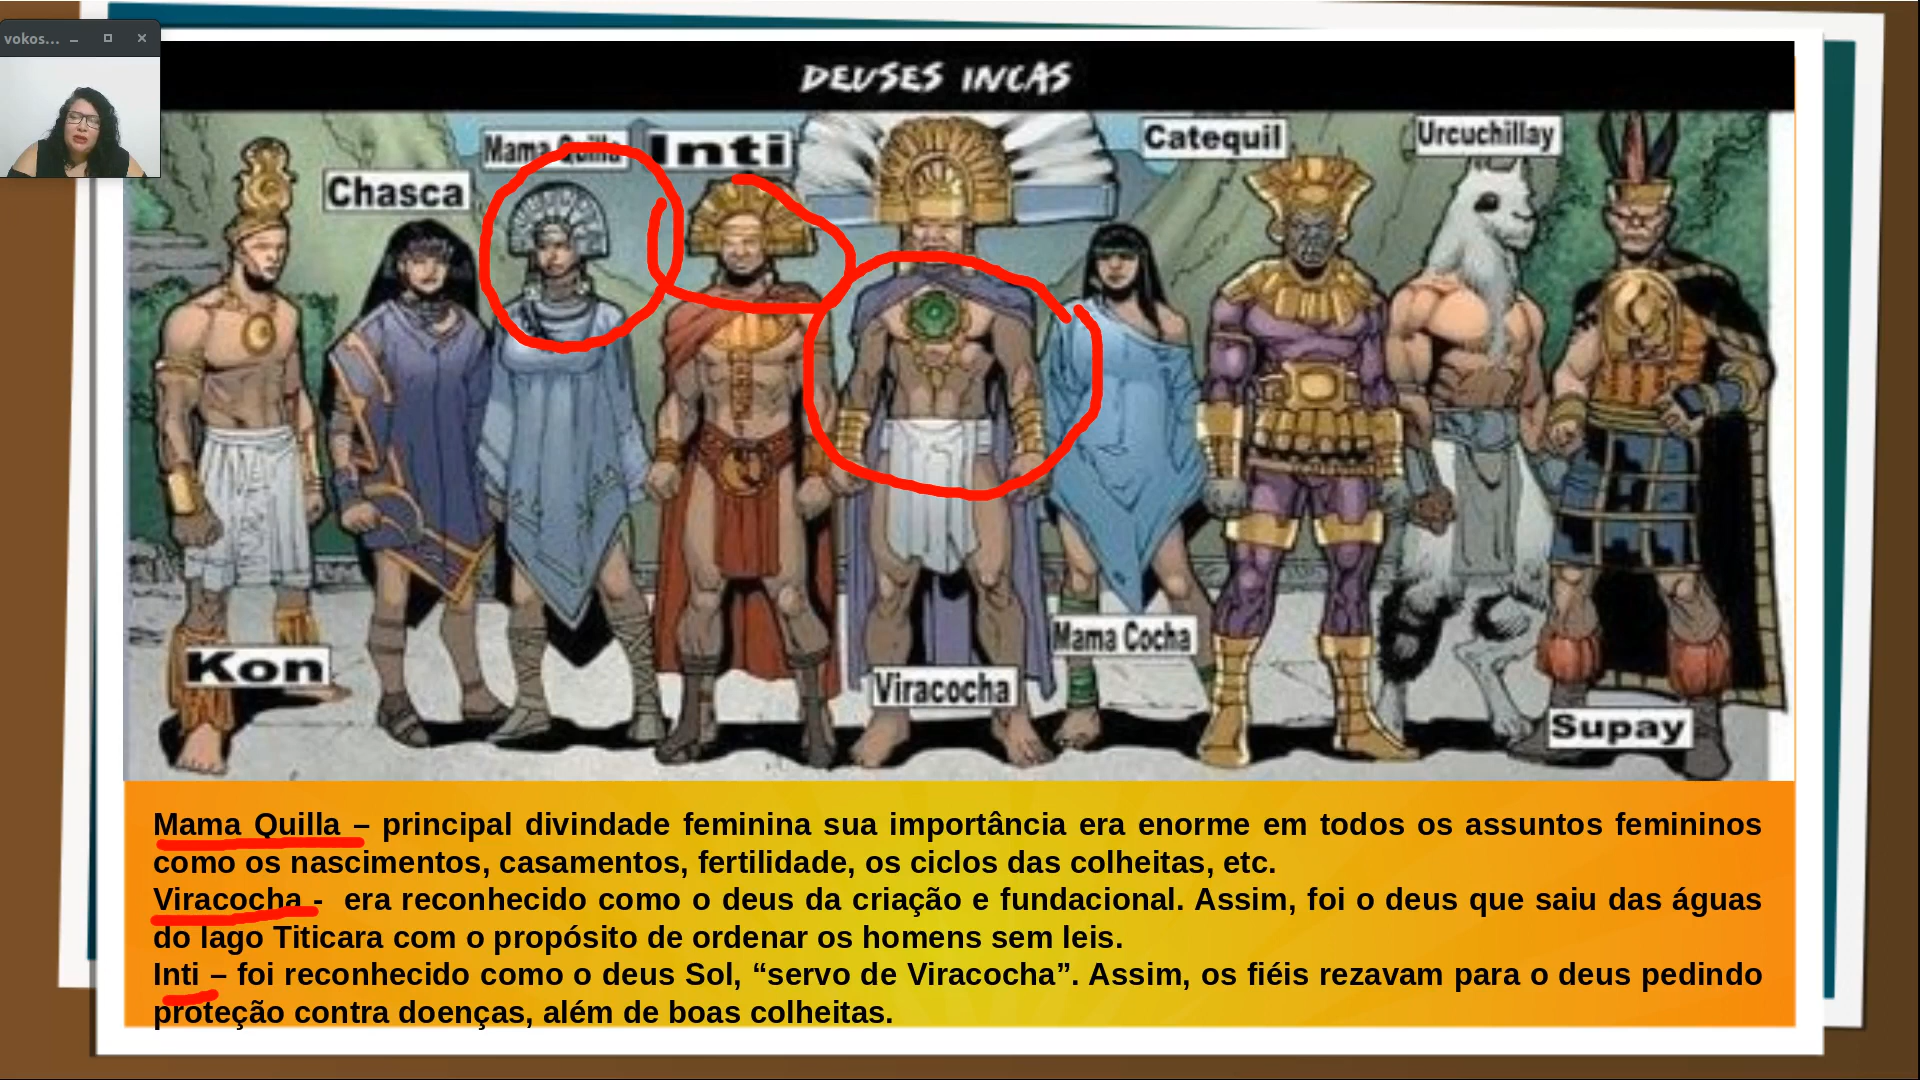 vokos...
DEUSES INCAS
Mama Quilla
Inti
Catequil
Urcuchillay
Chasca
Kon
Viracocha
Mama Cocha
Supay
Mama Quilla – principal divindade feminina sua importância era enorme em todos os assuntos femininos
como os nascimentos, casamentos, fertilidade, os ciclos das colheitas, etc.
Viracocha - era reconhecido como o deus da criação e fundacional. Assim, foi o deus que saiu das águas
do lago Titicara com o propósito de ordenar os homens sem leis.
Inti – foi reconhecido como o deus Sol, “servo de Viracocha”. Assim, os fiéis rezavam para o deus pedindo
proteção contra doenças, além de boas colheitas.